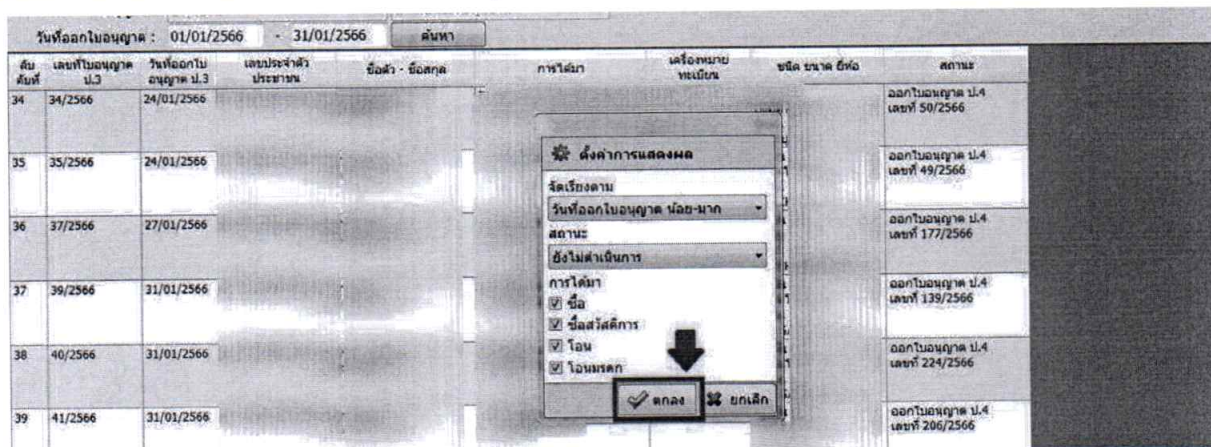 วันที่ออกใบอนุญาต : 01/01/2566 - 31/01/2566 ค้นหา
ลำดับที่ เลขที่ใบอนุญาต ป.3 วันที่ออกใบอนุญาต ป.3 เลขประจำตัวประชาชน ชื่อตัว - ชื่อสกุล การได้มา เครื่องหมายทะเบียน ชนิด ขนาด ยี่ห้อ สถานะ
34 34/2566 24/01/2566 ออกใบอนุญาต ป.4
เลขที่ 50/2566
35 35/2566 24/01/2566 ออกใบอนุญาต ป.4
เลขที่ 49/2566
36 37/2566 27/01/2566 ออกใบอนุญาต ป.4
เลขที่ 177/2566
37 39/2566 31/01/2566 ออกใบอนุญาต ป.4
เลขที่ 139/2566
38 40/2566 31/01/2566 ออกใบอนุญาต ป.4
เลขที่ 224/2566
39 41/2566 31/01/2566 ออกใบอนุญาต ป.4
เลขที่ 206/2566
ตั้งค่าการแสดงผล
จัดเรียงตาม
วันที่ออกใบอนุญาต น้อย-มาก
สถานะ
ยังไม่ดำเนินการ
การได้มา
ซื้อ
ซื้อสวัสดิการ
โอน
โอนมรดก
ตกลง ยกเลิก